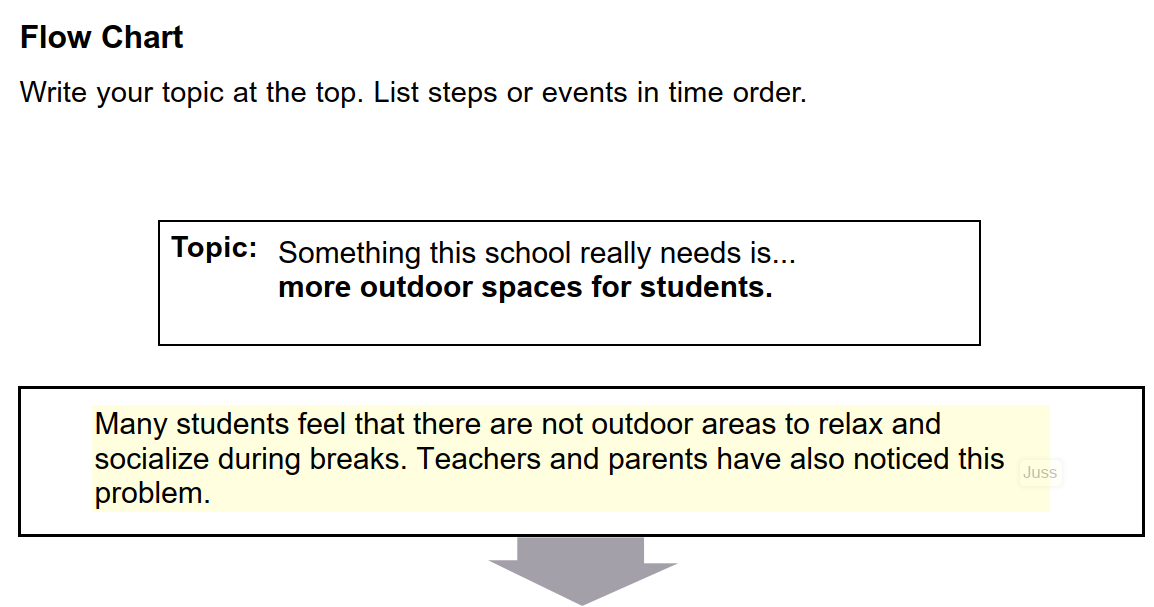 Flow Chart
Write your topic at the top. List steps or events in time order.
Topic: Something this school really needs is...
more outdoor spaces for students.
Many students feel that there are not outdoor areas to relax and
socialize during breaks. Teachers and parents have also noticed this
problem.
Juss